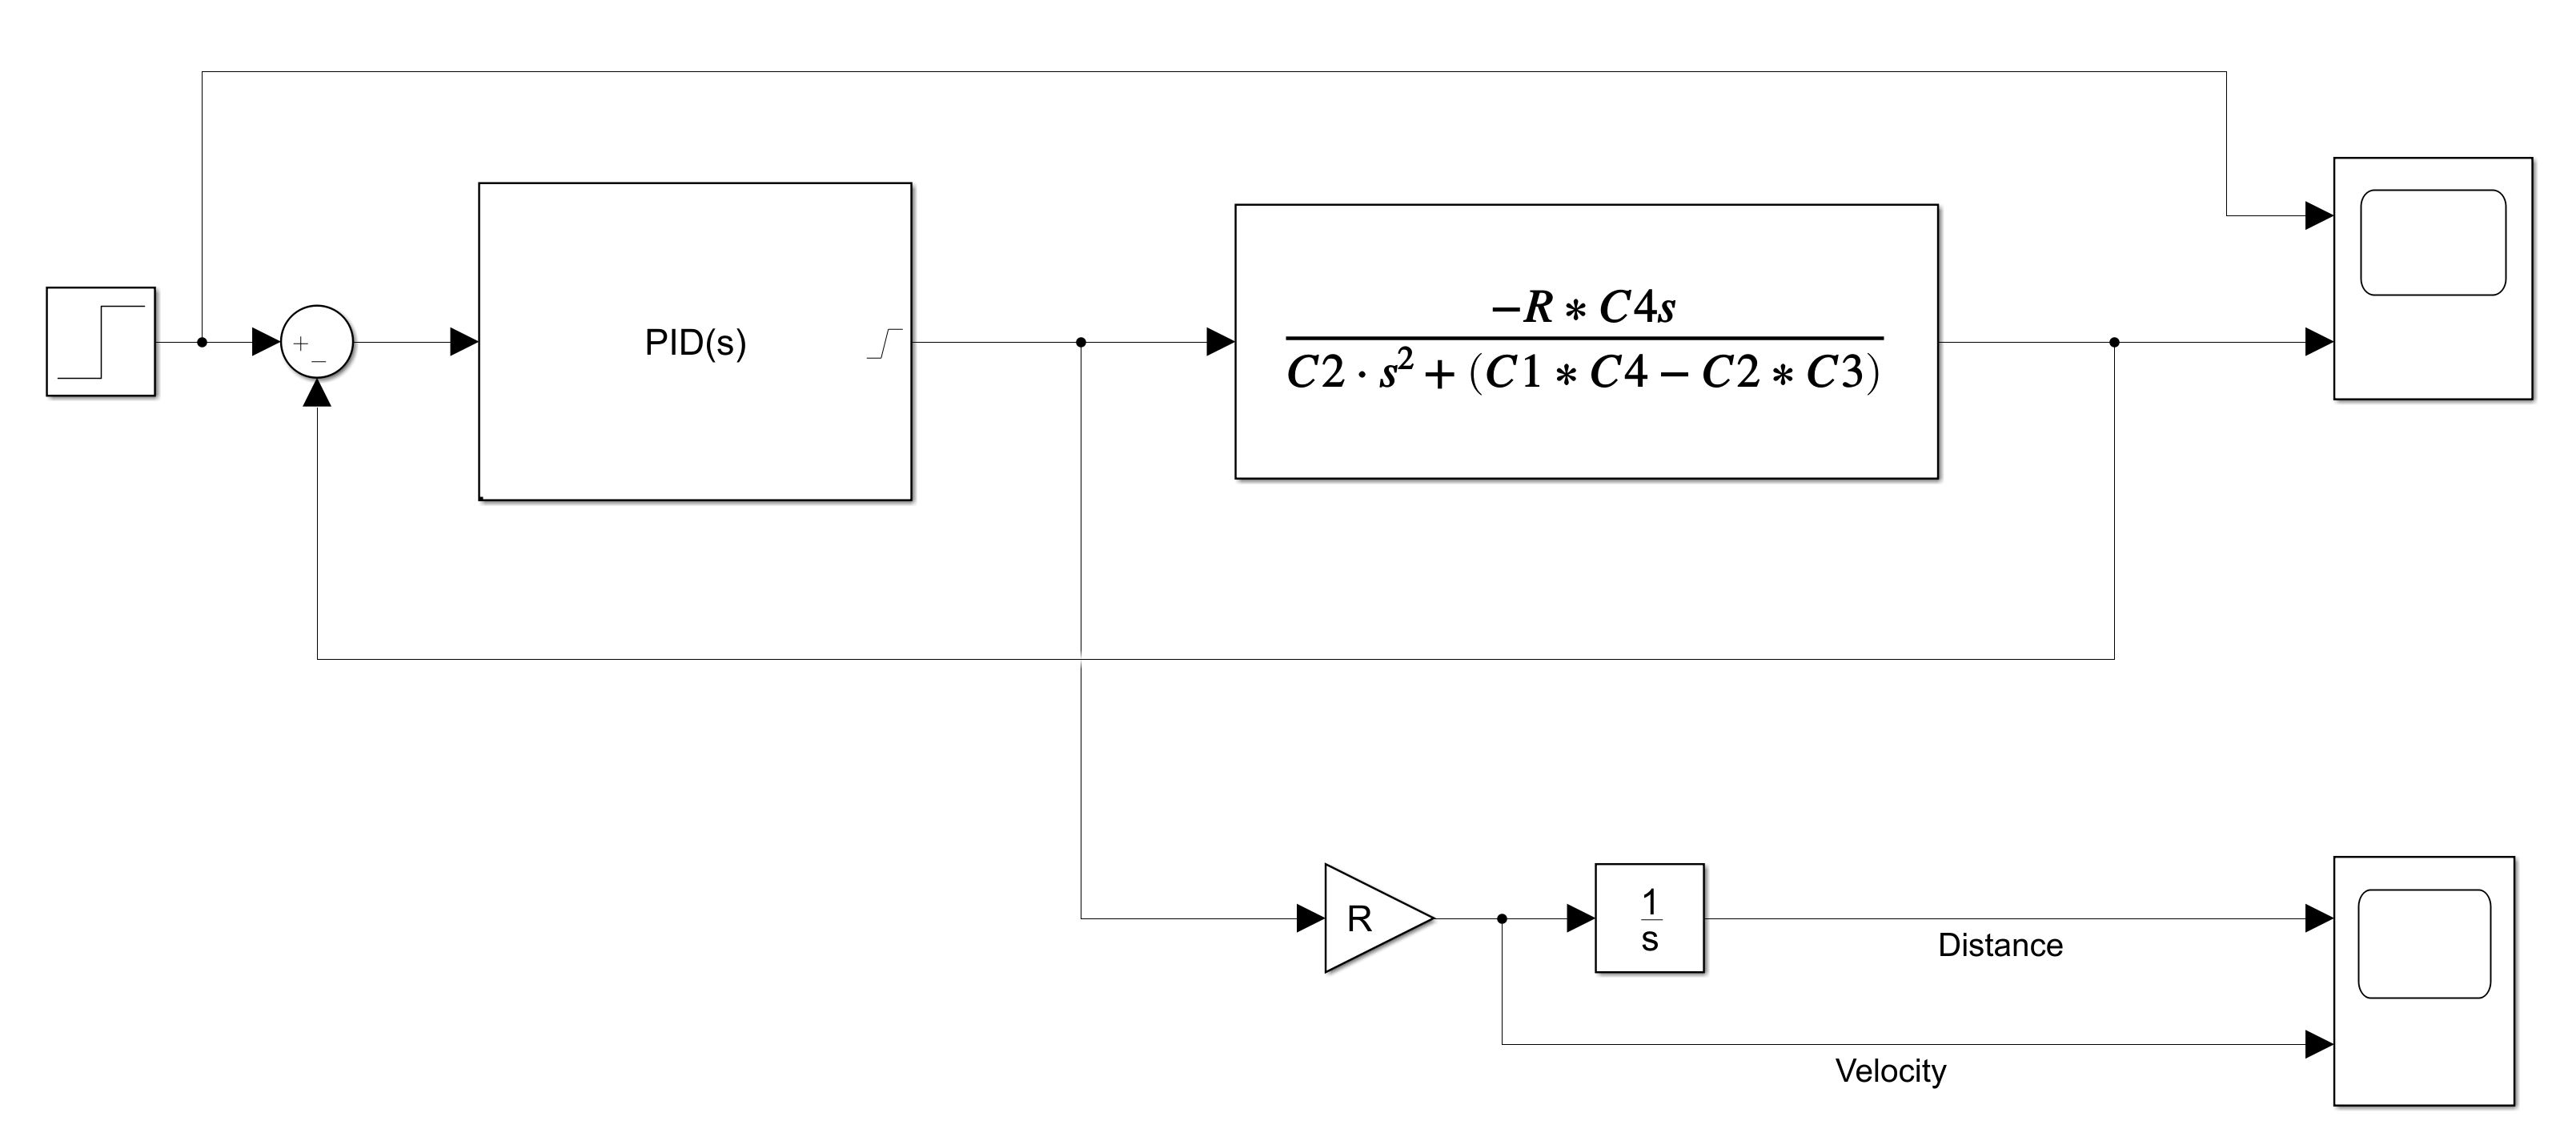 +
−
PID(s)
−R ∗ C4s
C2 · s² + (C1 ∗ C4 − C2 ∗ C3)
R
1
s
Distance
Velocity